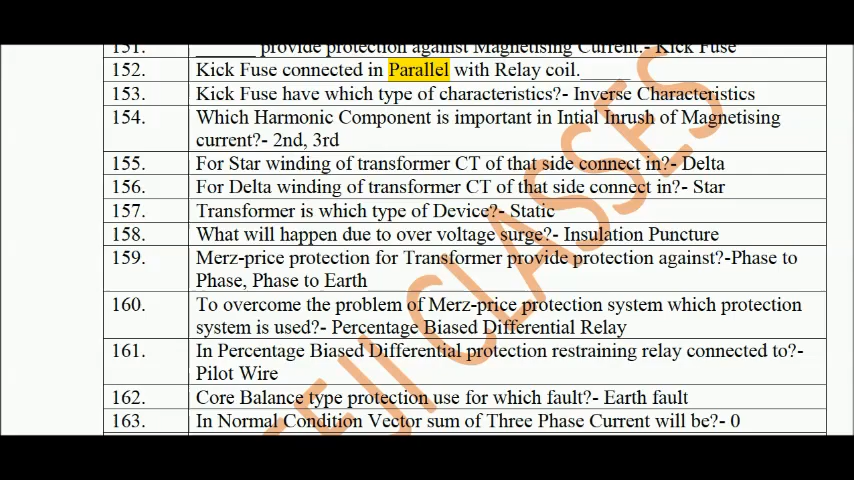 151. ______ provide protection against Magnetising Current.- Kick Fuse
152. Kick Fuse connected in Parallel with Relay coil._____
153. Kick Fuse have which type of characteristics?- Inverse Characteristics
154. Which Harmonic Component is important in Intial Inrush of Magnetising
current?- 2nd, 3rd
155. For Star winding of transformer CT of that side connect in?- Delta
156. For Delta winding of transformer CT of that side connect in?- Star
157. Transformer is which type of Device?- Static
158. What will happen due to over voltage surge?- Insulation Puncture
159. Merz-price protection for Transformer provide protection against?-Phase to
Phase, Phase to Earth
160. To overcome the problem of Merz-price protection system which protection
system is used?- Percentage Biased Differential Relay
161. In Percentage Biased Differential protection restraining relay connected to?-
Pilot Wire
162. Core Balance type protection use for which fault?- Earth fault
163. In Normal Condition Vector sum of Three Phase Current will be?- 0
CLASSES